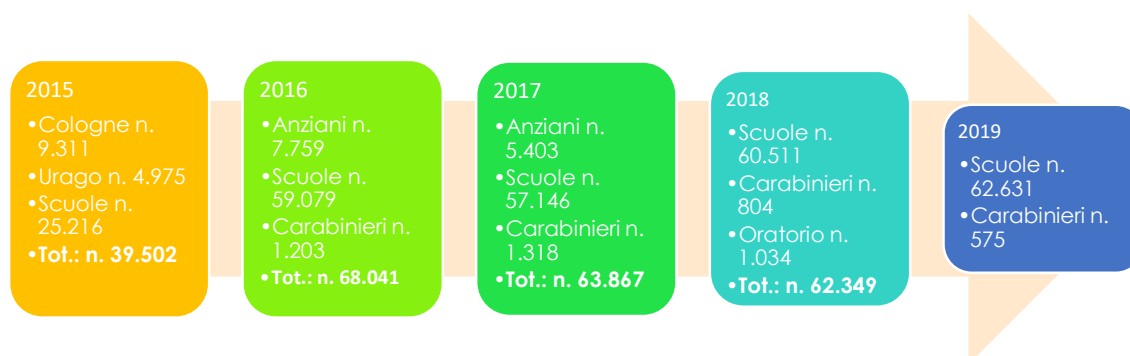 2015
•Cologne n.
9.311
•Urago n. 4.975
•Scuole n.
25.216
•Tot.: n. 39.502
2016
•Anziani n.
7.759
•Scuole n.
59.079
•Carabinieri n.
1.203
•Tot.: n. 68.041
2017
•Anziani n.
5.403
•Scuole n.
57.146
•Carabinieri n.
1.318
•Tot.: n. 63.867
2018
•Scuole n.
60.511
•Carabinieri n.
804
•Oratorio n.
1.034
•Tot.: n. 62.349
2019
•Scuole n.
62.631
•Carabinieri n.
575